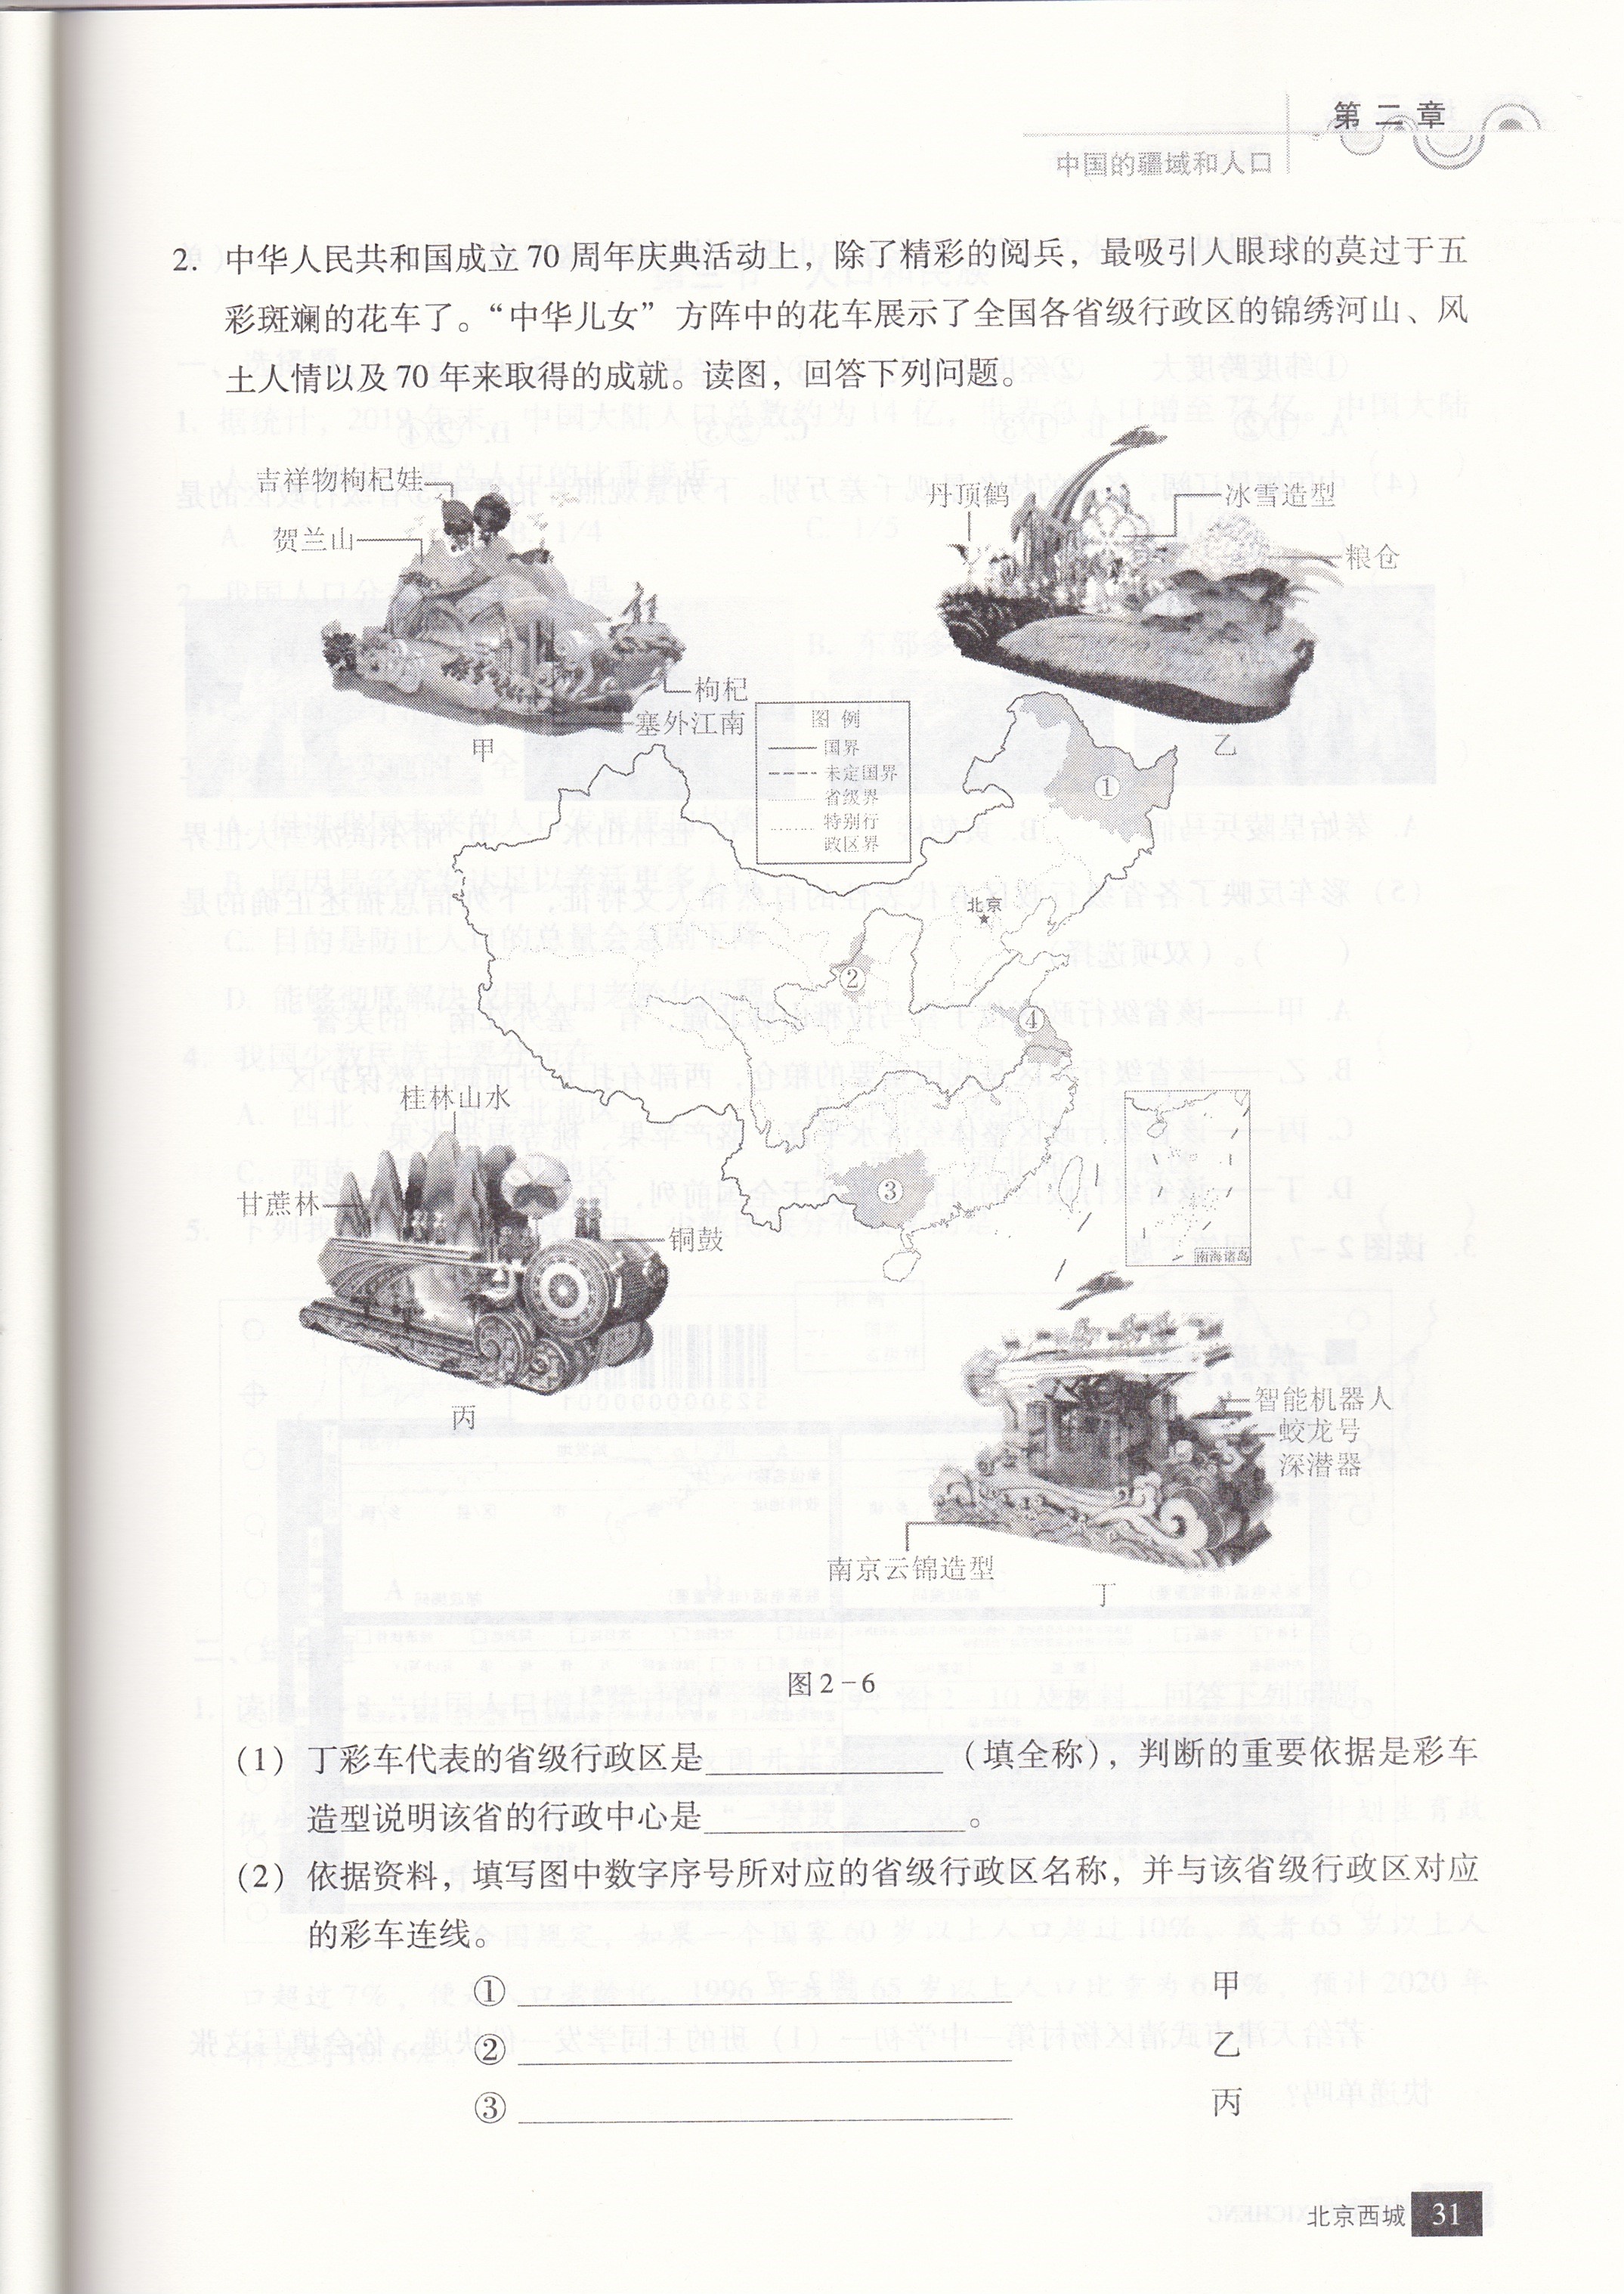 第二章
中国的疆域和人口
2. 中华人民共和国成立 70 周年庆典活动上，除了精彩的阅兵，最吸引人眼球的莫过于五
彩斑斓的花车了。“中华儿女” 方阵中的花车展示了全国各省级行政区的锦绣河山、风
土人情以及 70 年来取得的成就。读图，回答下列问题。
吉祥物枸杞娃
贺兰山
枸杞
塞外江南
甲
丹顶鹤
冰雪造型
粮仓
乙
图 例
国界
未定国界
省级界
特别行
政区界
①
北京
②
④
③
南海诸岛
桂林山水
甘蔗林
铜鼓
丙
智能机器人
蛟龙号
深潜器
南京云锦造型
丁
图 2-6
（1）丁彩车代表的省级行政区是______________（填全称），判断的重要依据是彩车
造型说明该省的行政中心是________________。
（2）依据资料，填写图中数字序号所对应的省级行政区名称，并与该省级行政区对应
的彩车连线。
① ______________________________ 甲
② ______________________________ 乙
③ ______________________________ 丙
北京西城 31